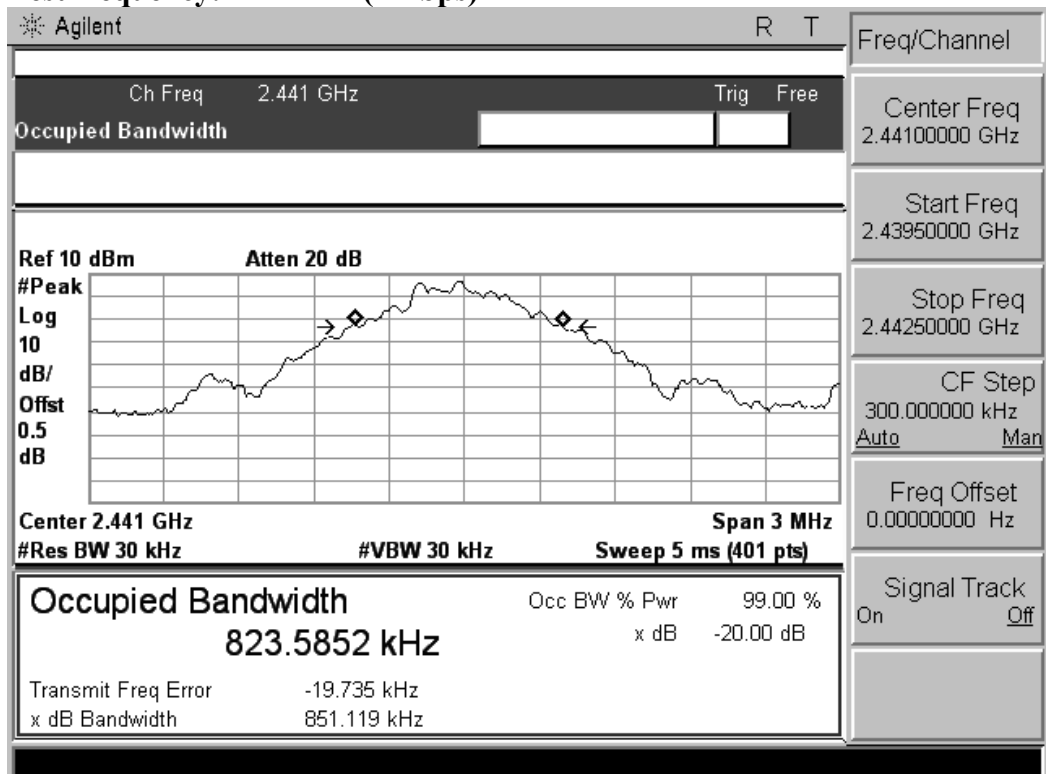 Agilent R T
Freq/Channel
Ch Freq 2.441 GHz Trig Free
Occupied Bandwidth
Center Freq
2.44100000 GHz
Start Freq
2.43950000 GHz
Stop Freq
2.44250000 GHz
CF Step
300.000000 kHz
Auto Man
Freq Offset
0.00000000 Hz
Signal Track
On Off
Ref 10 dBm Atten 20 dB
#Peak
Log
10
dB/
Offst
0.5
dB
Center 2.441 GHz Span 3 MHz
#Res BW 30 kHz #VBW 30 kHz Sweep 5 ms (401 pts)
Occupied Bandwidth Occ BW % Pwr 99.00 %
823.5852 kHz x dB -20.00 dB
Transmit Freq Error -19.735 kHz
x dB Bandwidth 851.119 kHz